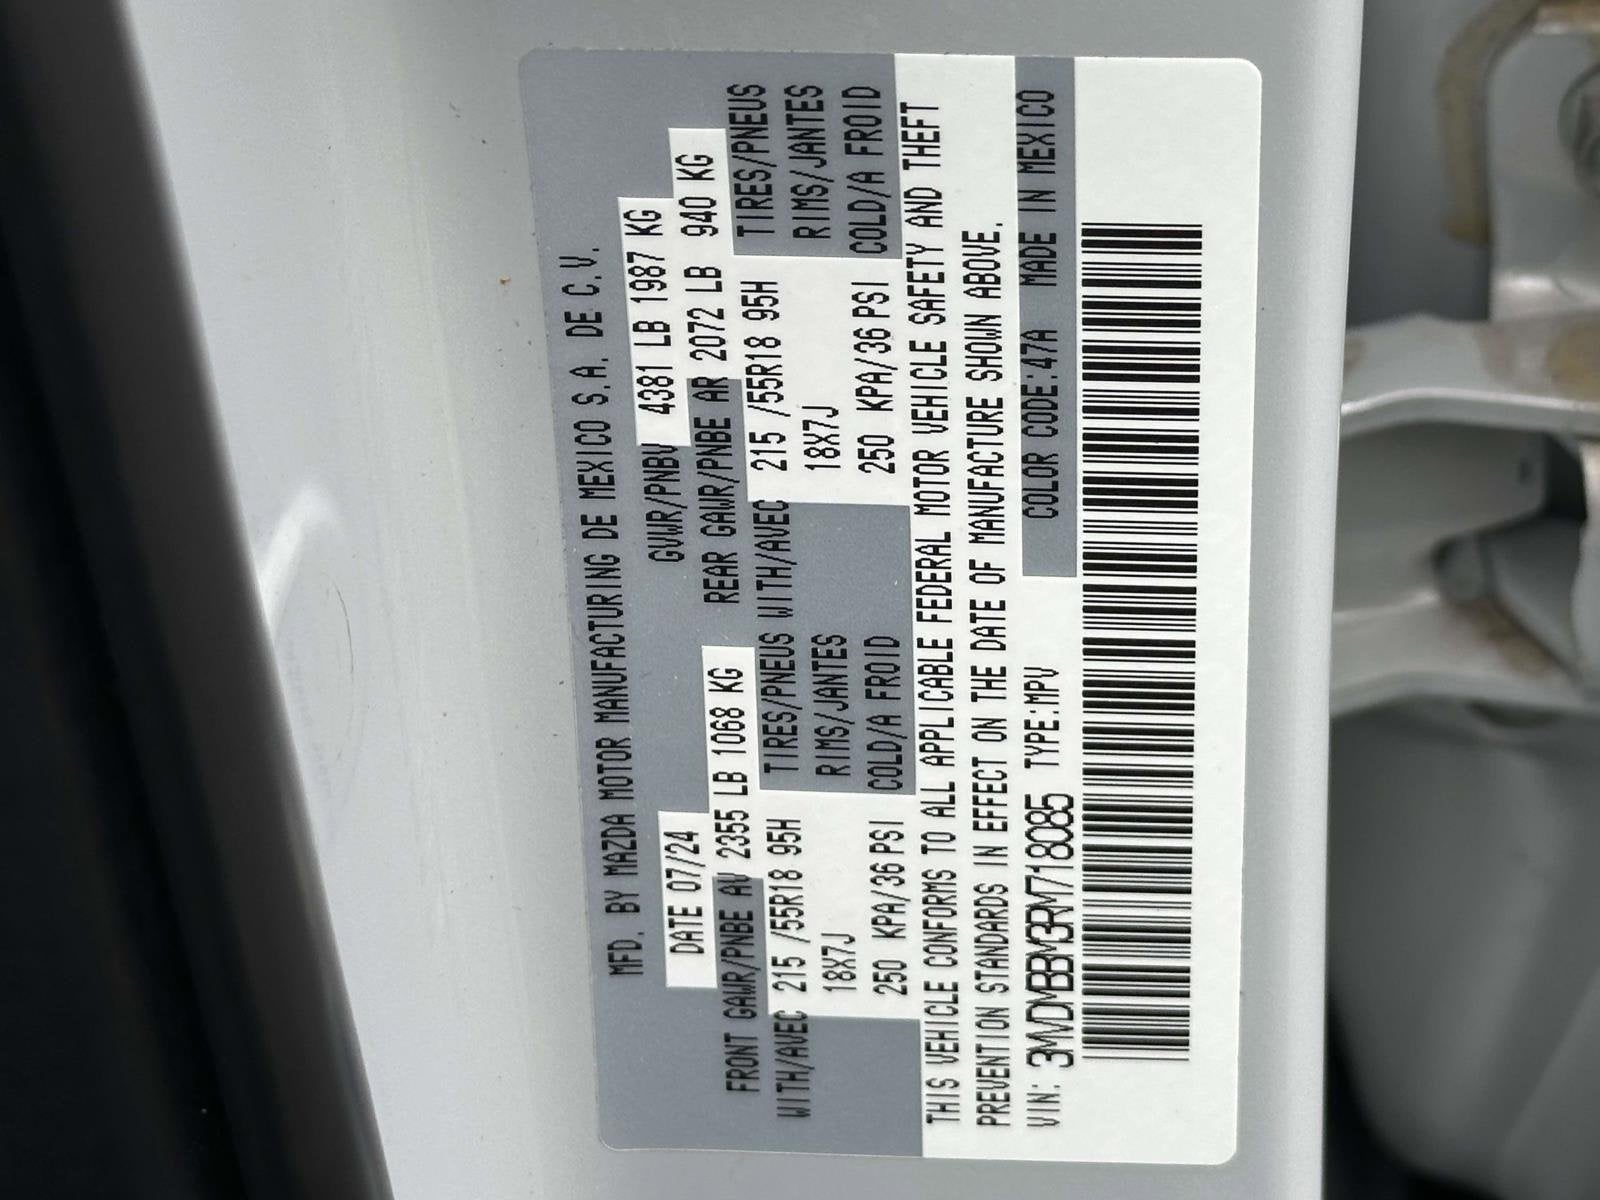 MFD. BY MAZDA MOTOR MANUFACTURING DE MEXICO S.A. DE C.V.
DATE 07/24 GVWR/PNBV 4381 LB 1987 KG
FRONT GAWR/PNBE AV 2355 LB 1068 KG REAR GAWR/PNBE AR 2072 LB 940 KG
WITH/AVEC 215 /55R18 95H TIRES/PNEUS WITH/AVEC 215 /55R18 95H TIRES/PNEUS
18X7J RIMS/JANTES 18X7J RIMS/JANTES
250 KPA/36 PSI COLD/A FROID 250 KPA/36 PSI COLD/A FROID
THIS VEHICLE CONFORMS TO ALL APPLICABLE FEDERAL MOTOR VEHICLE SAFETY AND THEFT
PREVENTION STANDARDS IN EFFECT ON THE DATE OF MANUFACTURE SHOWN ABOVE.
VIN: 3MVDMBBM3RM718085 TYPE:MPV COLOR CODE:47A MADE IN MEXICO